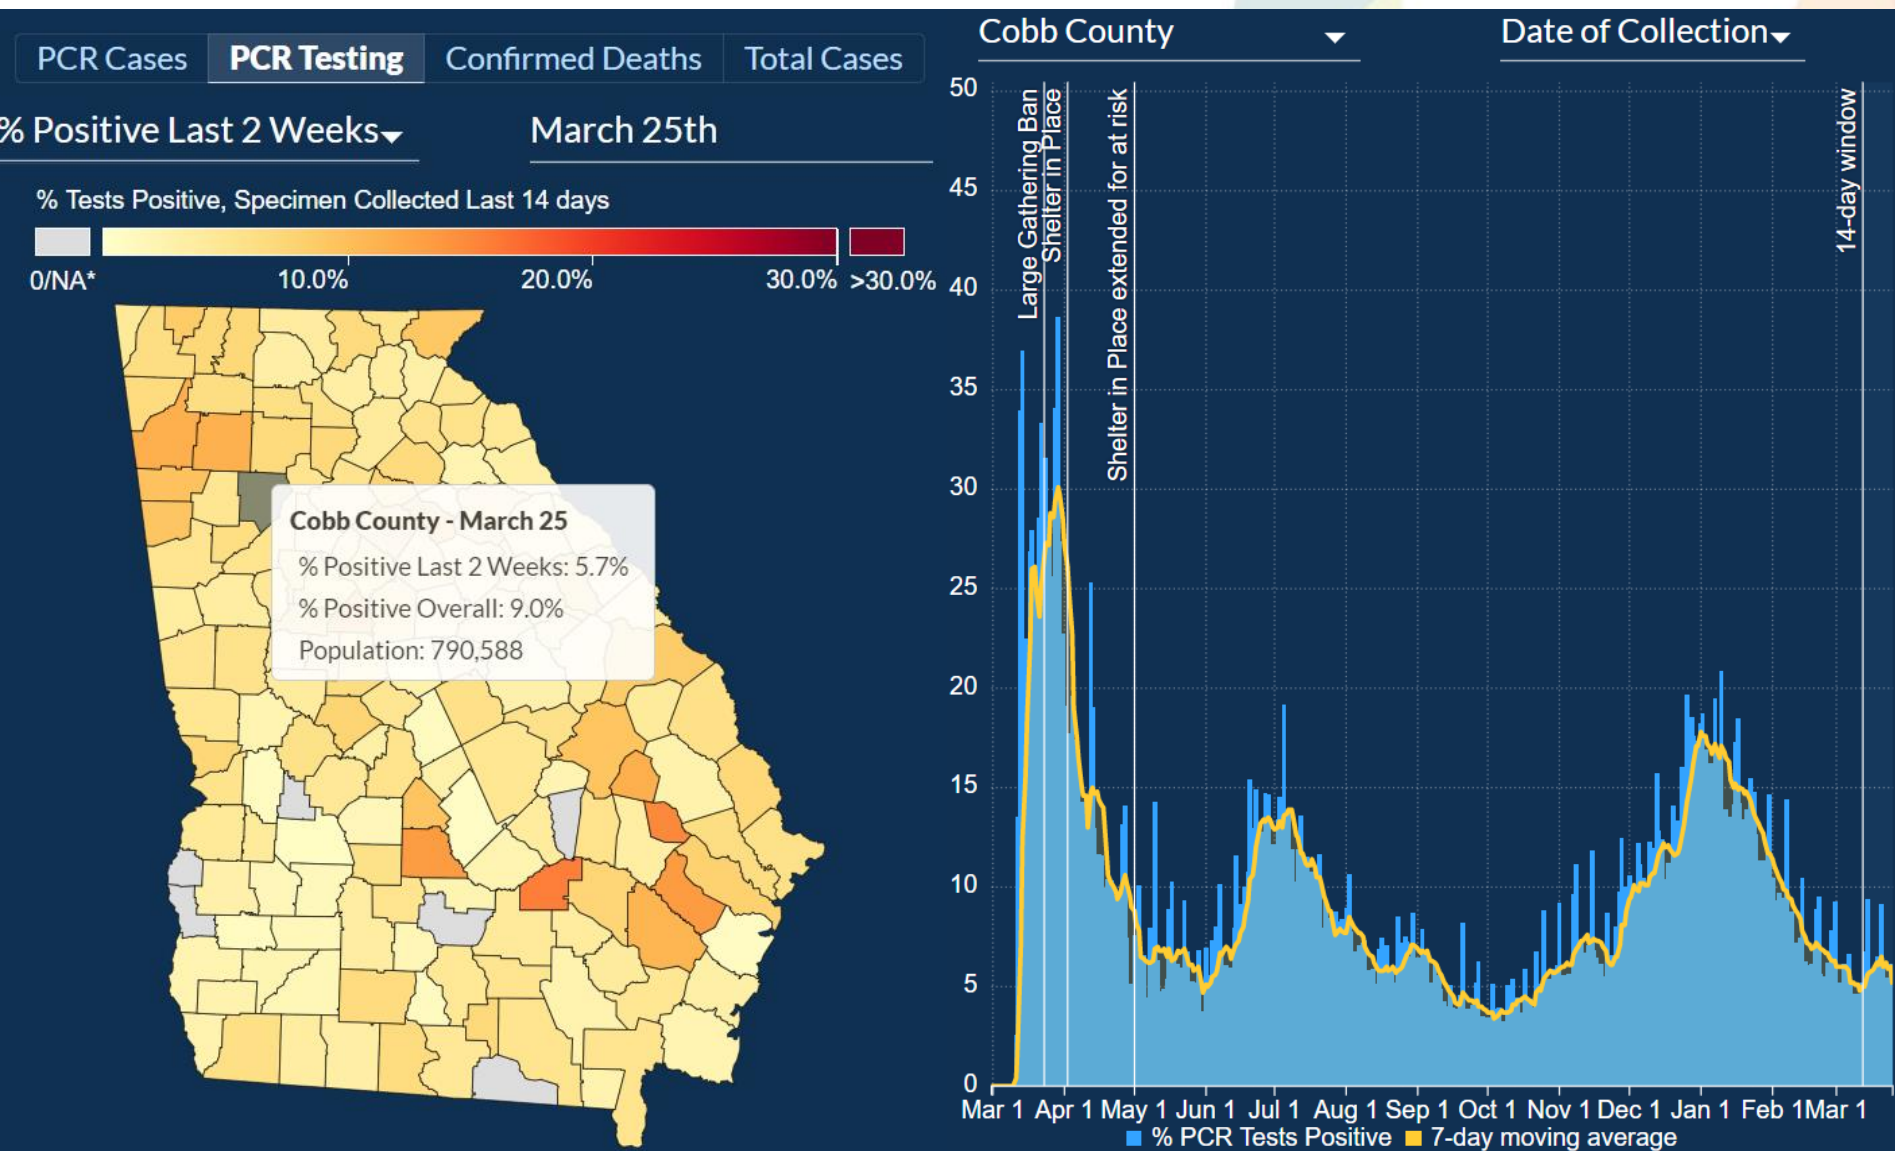 PCR Cases
PCR Testing
Confirmed Deaths
Total Cases
% Positive Last 2 Weeks
March 25th
% Tests Positive, Specimen Collected Last 14 days
0/NA*
10.0%
20.0%
30.0%
>30.0%
Cobb County - March 25
% Positive Last 2 Weeks: 5.7%
% Positive Overall: 9.0%
Population: 790,588
Cobb County
Date of Collection
50
45
40
35
30
25
20
15
10
5
0
Large Gathering Ban
Shelter in Place
Shelter in Place extended for at risk
14-day window
Mar 1
Apr 1
May 1
Jun 1
Jul 1
Aug 1
Sep 1
Oct 1
Nov 1
Dec 1
Jan 1
Feb 1
Mar 1
% PCR Tests Positive
7-day moving average